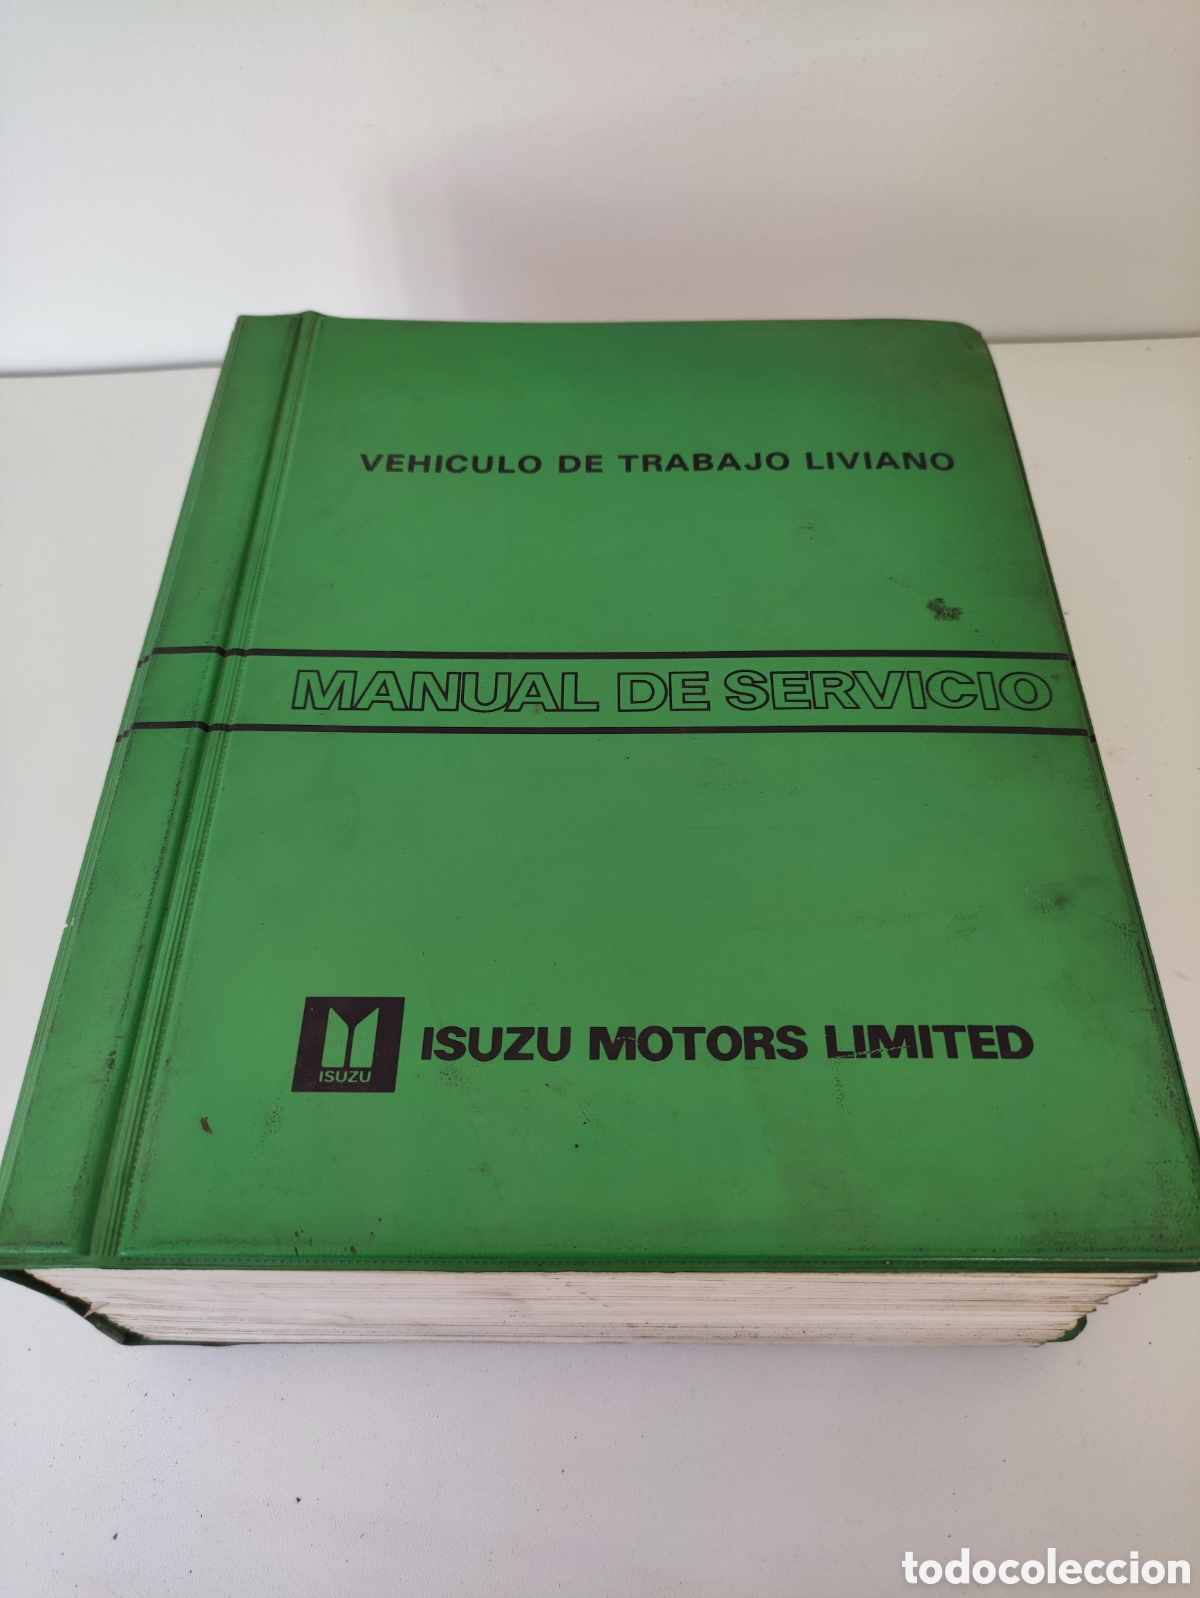 VEHICULO DE TRABAJO LIVIANO
MANUAL DE SERVICIO
ISUZU
ISUZU MOTORS LIMITED
todocoleccion